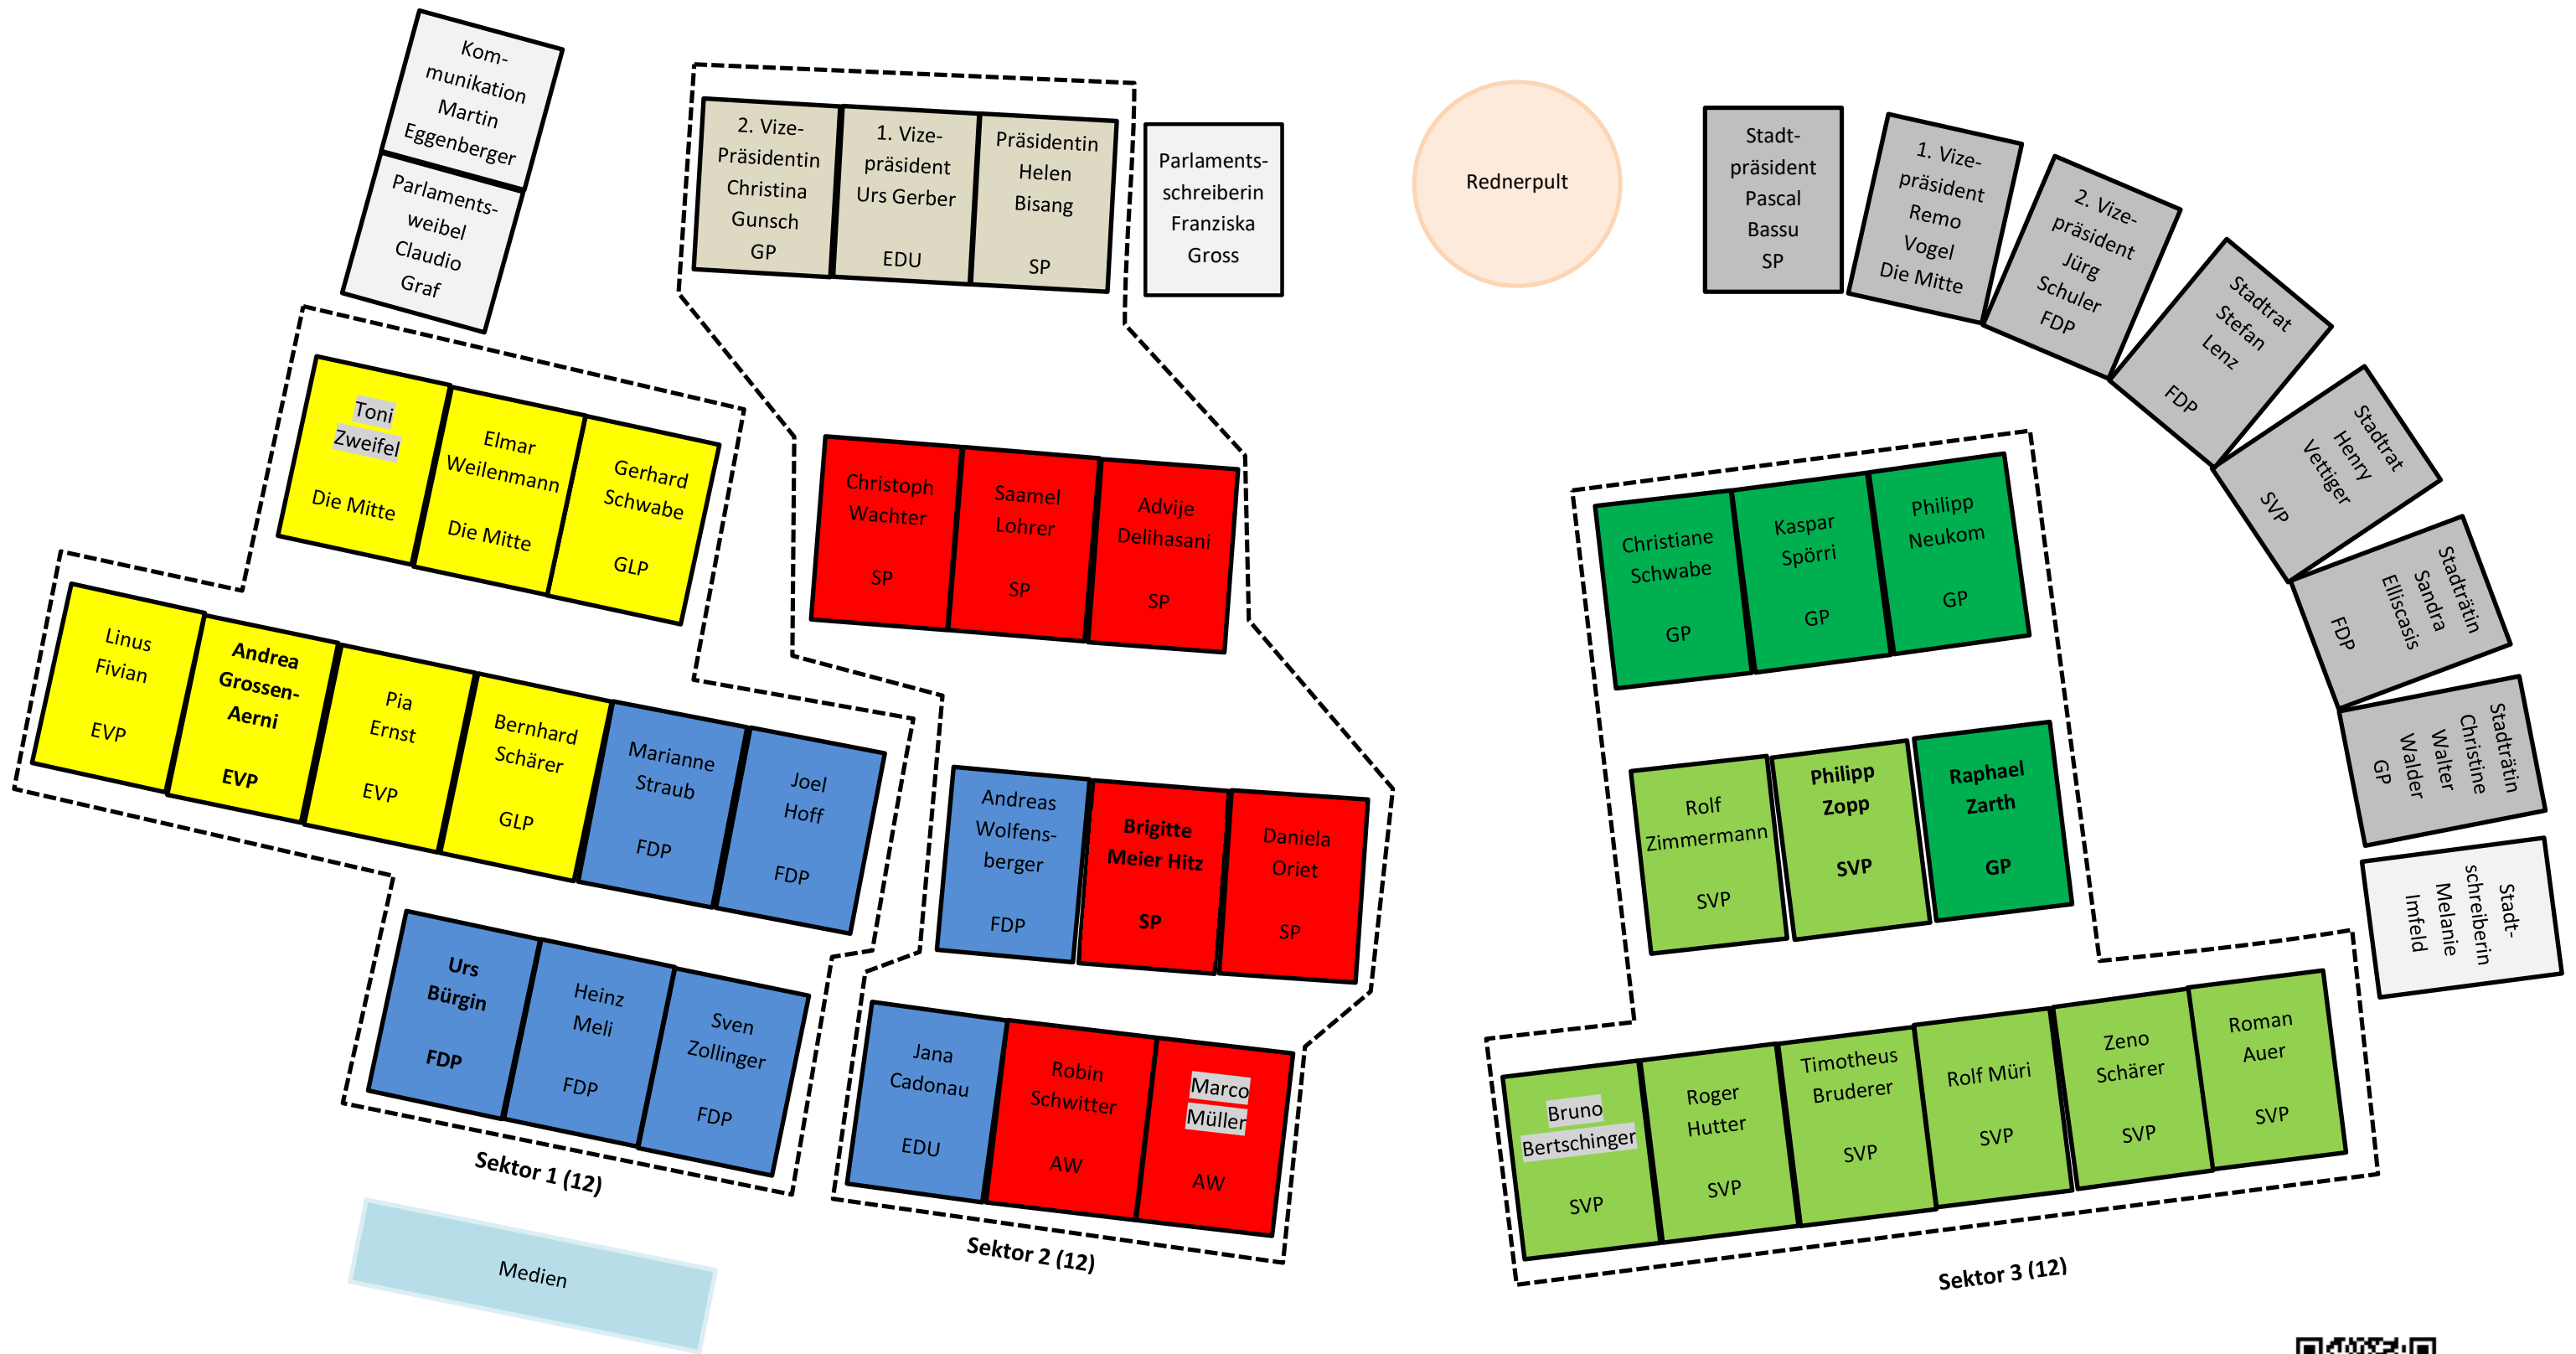 Kom-
munikation
Martin
Eggenberger
Parlaments-
weibel
Claudio
Graf
2. Vize-
Präsidentin
Christina
Gunsch
GP
1. Vize-
präsident
Urs Gerber
EDU
Präsidentin
Helen
Bisang
SP
Parlaments-
schreiberin
Franziska
Gross
Rednerpult
Stadt-
präsident
Pascal
Bassu
SP
1. Vize-
präsident
Remo
Vogel
Die Mitte
2. Vize-
präsident
Jürg
Schuler
FDP
Stadtrat
Stefan
Lenz
FDP
Stadtrat
Henry
Vettiger
SVP
Stadträtin
Sandra
Elliscasis
FDP
Stadträtin
Christine
Walter
Walder
GP
Stadt-
schreiberin
Melanie
Imfeld
Toni
Zweifel
Die Mitte
Elmar
Weilenmann
Die Mitte
Gerhard
Schwabe
GLP
Linus
Fivian
EVP
Andrea
Grossen-
Aerni
EVP
Pia
Ernst
EVP
Bernhard
Schärer
GLP
Marianne
Straub
FDP
Joel
Hoff
FDP
Urs
Bürgin
FDP
Heinz
Meli
FDP
Sven
Zollinger
FDP
Sektor 1 (12)
Medien
Christoph
Wachter
SP
Saamel
Lohrer
SP
Advije
Delihasani
SP
Andreas
Wolfens-
berger
FDP
Brigitte
Meier Hitz
SP
Daniela
Oriet
SP
Jana
Cadonau
EDU
Robin
Schwitter
AW
Marco
Müller
AW
Sektor 2 (12)
Christiane
Schwabe
GP
Kaspar
Spörri
GP
Philipp
Neukom
GP
Rolf
Zimmermann
SVP
Philipp
Zopp
SVP
Raphael
Zarth
GP
Bruno
Bertschinger
SVP
Roger
Hutter
SVP
Timotheus
Bruderer
SVP
Rolf Müri
SVP
Zeno
Schärer
SVP
Roman
Auer
SVP
Sektor 3 (12)